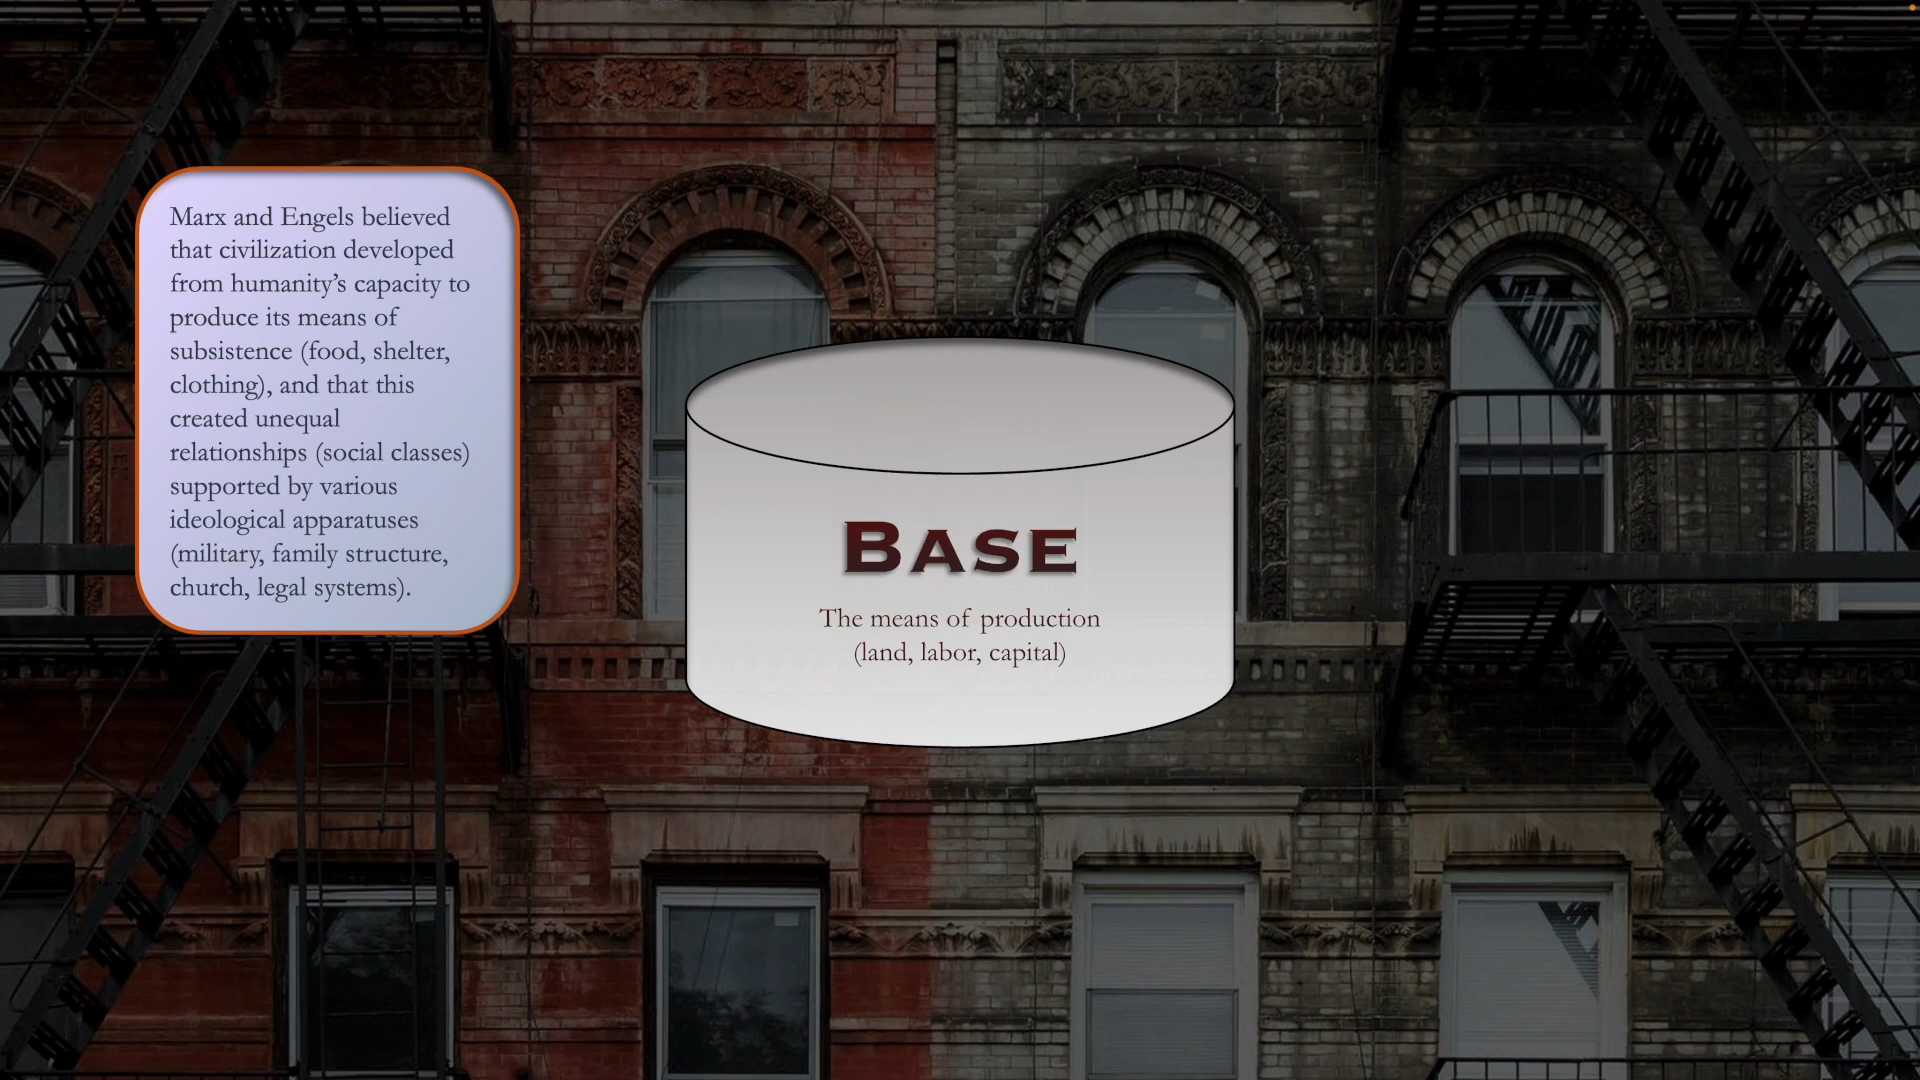 Marx and Engels believed
that civilization developed
from humanity’s capacity to
produce its means of
subsistence (food, shelter,
clothing), and that this
created unequal
relationships (social classes)
supported by various
ideological apparatuses
(military, family structure,
church, legal systems).
BASE
The means of production
(land, labor, capital)